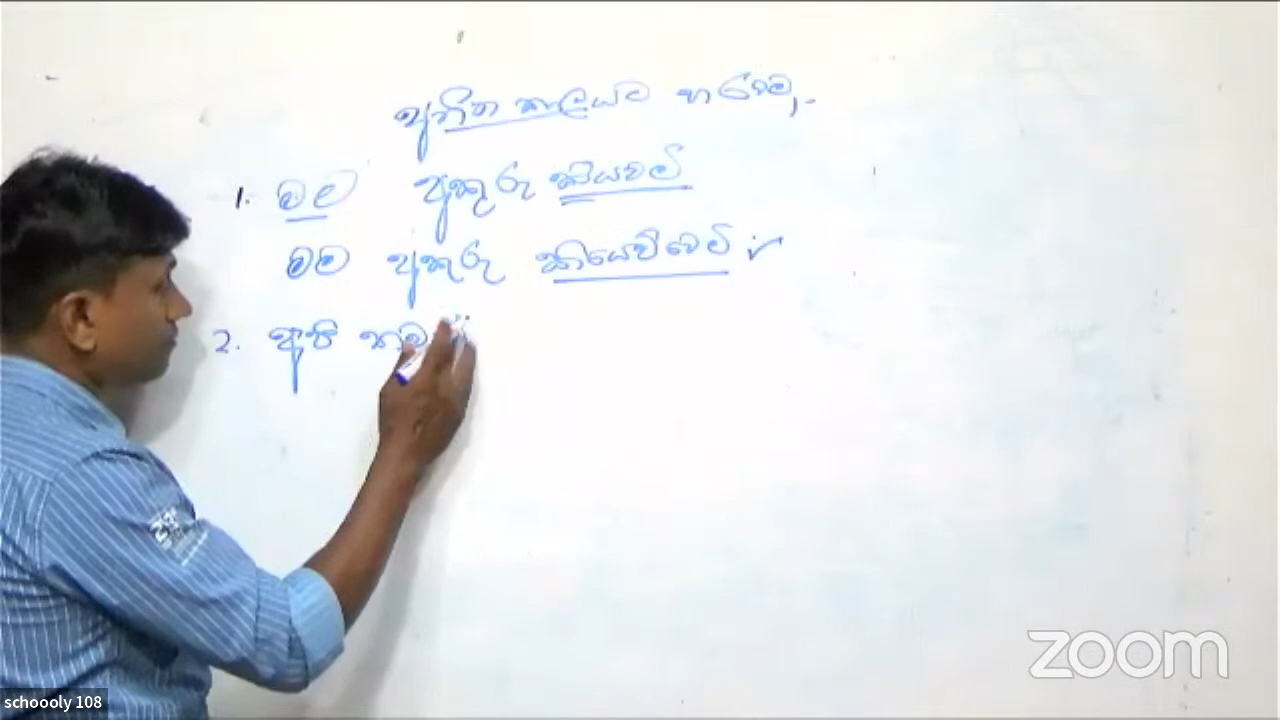 අතීත කාලයට හරවමු.
1. මම අකුරු කියවමි
මම අකුරු කියෙව්වෙමි
2. අපි
zoom
schoooly 108